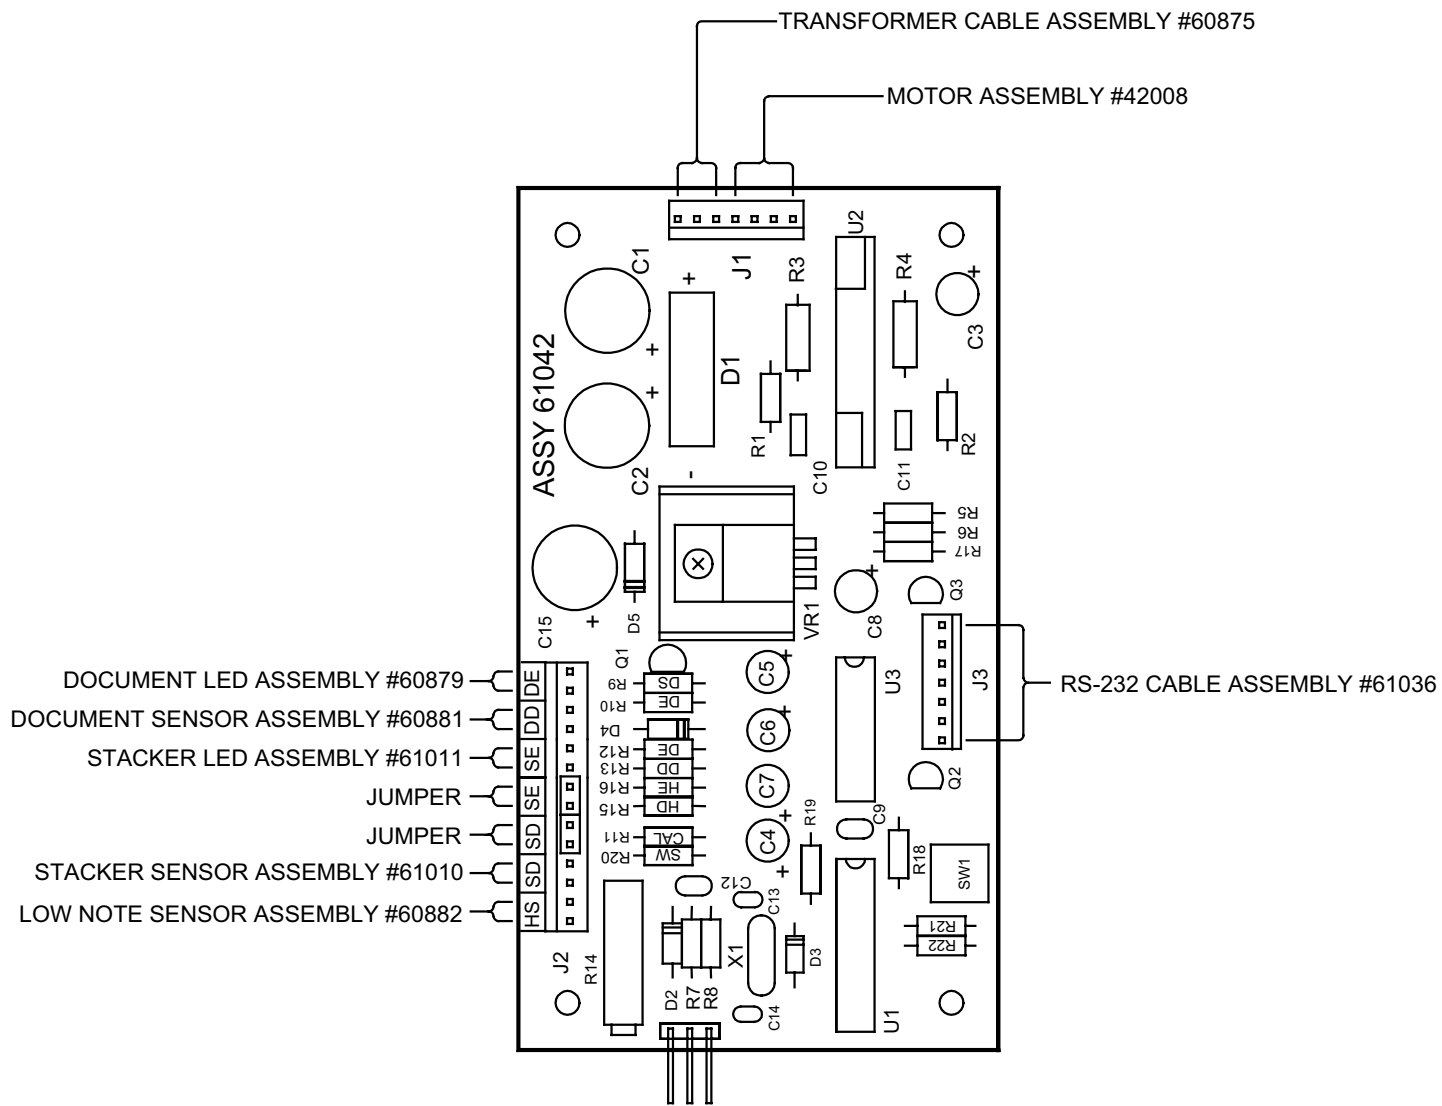 TRANSFORMER CABLE ASSEMBLY #60875
MOTOR ASSEMBLY #42008
J1
U2
C1
R3
R4
+
+
C3
ASSY 61042
+
+
D1
R1
R2
C2
-
C10
C11
R5
R6
R17
C15
+
D5
VR1
C8
+
Q3
DOCUMENT LED ASSEMBLY #60879
DE
DOCUMENT SENSOR ASSEMBLY #60881
DD
STACKER LED ASSEMBLY #61011
SE
JUMPER
SE
JUMPER
SD
STACKER SENSOR ASSEMBLY #61010
SD
LOW NOTE SENSOR ASSEMBLY #60882
HS
J2
Q1
R9 DS
R10 DE
D4
R12 DE
R13 DD
R16 HE
R15 HD
R11 CAL
R20 SW
C5
+
C6
+
C7
C4
+
+
U3
J3
RS-232 CABLE ASSEMBLY #61036
Q2
R19
C9
R18
SW1
C12
C13
R21
R22
R14
D2
R7
R8
X1
D3
C14
U1